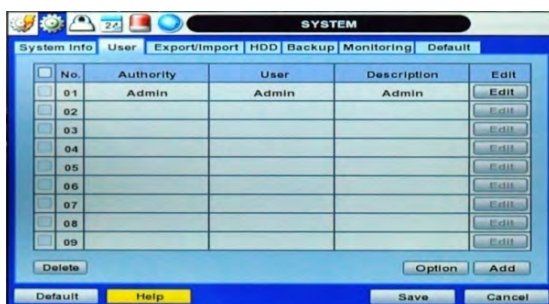 24
SYSTEM
System Info User Export/Import HDD Backup Monitoring Default
No. Authority User Description Edit
01 Admin Admin Admin Edit
02 Edit
03 Edit
04 Edit
05 Edit
06 Edit
07 Edit
08 Edit
09 Edit
Delete Option Add
Default Help Save Cancel